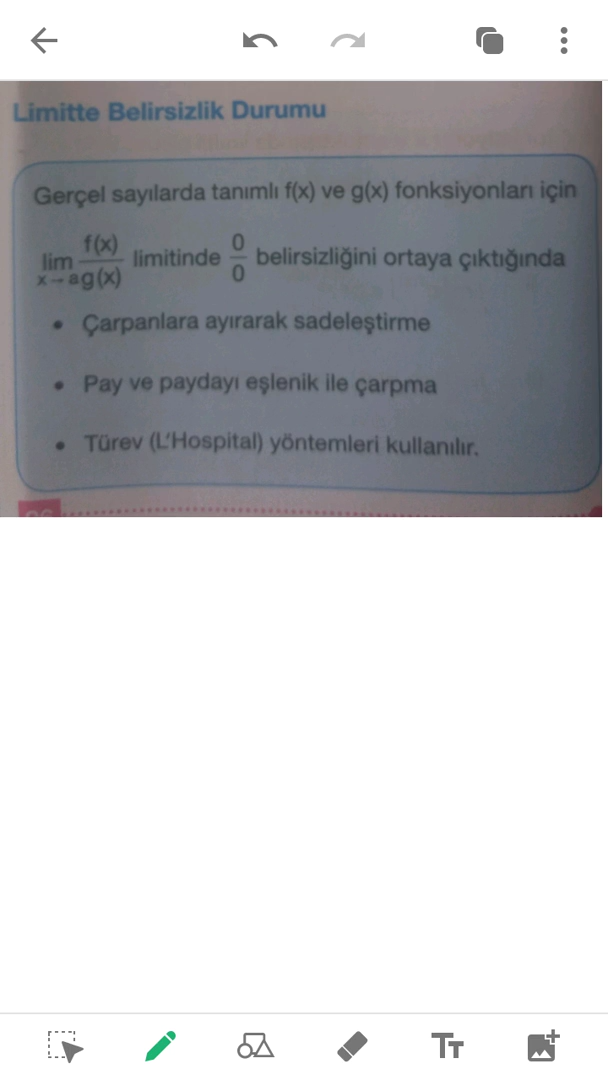 Limitte Belirsizlik Durumu
Gerçel sayılarda tanımlı f(x) ve g(x) fonksiyonları için
lim x→a f(x)/g(x) limitinde 0/0 belirsizliğini ortaya çıktığında
• Çarpanlara ayırarak sadeleştirme
• Pay ve paydayı eşlenik ile çarpma
• Türev (L'Hospital) yöntemleri kullanılır.
Tт